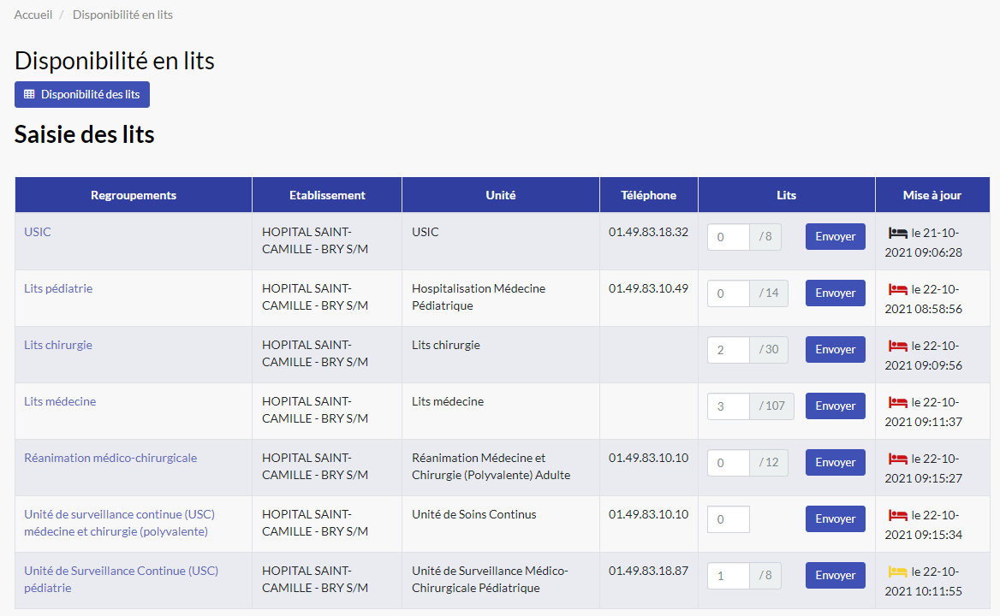 Accueil / Disponibilité en lits
Disponibilité en lits
Disponibilité des lits
Saisie des lits
Regroupements Etablissement Unité Téléphone Lits Mise à jour
USIC HOPITAL SAINT- USIC 01.49.83.18.32 0 / 8 Envoyer le 21-10-
CAMILLE - BRY S/M 2021 09:06:28
Lits pédiatrie HOPITAL SAINT- Hospitalisation Médecine 01.49.83.10.49 0 / 14 Envoyer le 22-10-
CAMILLE - BRY S/M Pédiatrique 2021 08:58:56
Lits chirurgie HOPITAL SAINT- Lits chirurgie 2 / 30 Envoyer le 22-10-
CAMILLE - BRY S/M 2021 09:09:56
Lits médecine HOPITAL SAINT- Lits médecine 3 / 107 Envoyer le 22-10-
CAMILLE - BRY S/M 2021 09:11:37
Réanimation médico-chirurgicale HOPITAL SAINT- Réanimation Médecine et 01.49.83.10.10 0 / 12 Envoyer le 22-10-
CAMILLE - BRY S/M Chirurgie (Polyvalente) Adulte 2021 09:15:27
Unité de surveillance continue (USC) HOPITAL SAINT- Unité de Soins Continus 01.49.83.10.10 0 Envoyer le 22-10-
médecine et chirurgie (polyvalente) CAMILLE - BRY S/M 2021 09:15:34
Unité de Surveillance Continue (USC) HOPITAL SAINT- Unité de Surveillance Médico- 01.49.83.18.87 1 / 8 Envoyer le 22-10-
pédiatrie CAMILLE - BRY S/M Chirurgicale Pédiatrique 2021 10:11:55